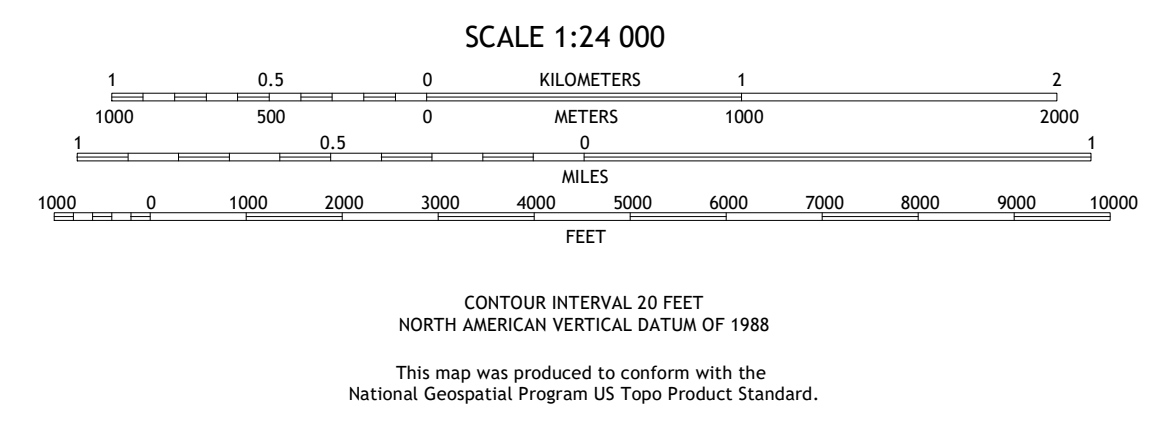 SCALE 1:24 000
1 0.5 0 KILOMETERS 1 2
1000 500 0 METERS 1000 2000
1 0.5 0 1
MILES
1000 0 1000 2000 3000 4000 5000 6000 7000 8000 9000 10000
FEET
CONTOUR INTERVAL 20 FEET
NORTH AMERICAN VERTICAL DATUM OF 1988
This map was produced to conform with the
National Geospatial Program US Topo Product Standard.